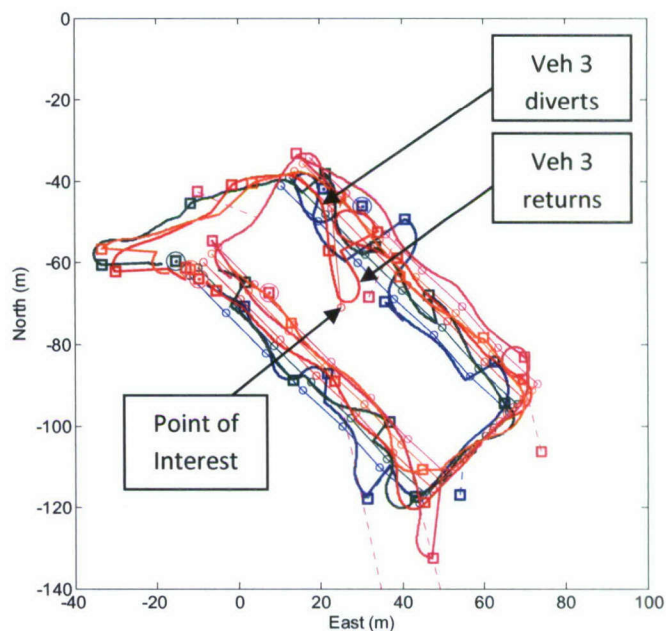 0
-20
-40
-60
-80
-100
-120
-140
North (m)
-40
-20
0
20
40
60
80
100
East (m)
Veh 3
diverts
Veh 3
returns
Point of
Interest